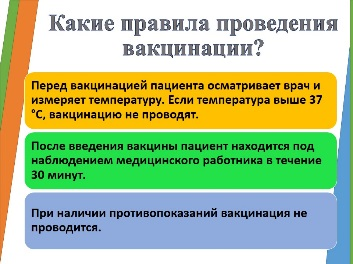 Какие правила проведения
вакцинации?
Перед вакцинацией пациента осматривает врач и
измеряет температуру. Если температура выше 37
°С, вакцинацию не проводят.
После введения вакцины пациент находится под
наблюдением медицинского работника в течение
30 минут.
При наличии противопоказаний вакцинация не
проводится.